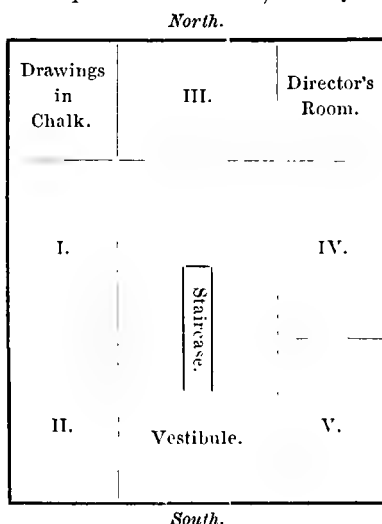 North.
Drawings
in
Chalk.
III.
Director's
Room.
I.
IV.
Staircase.
II.
Vestibule.
V.
South.